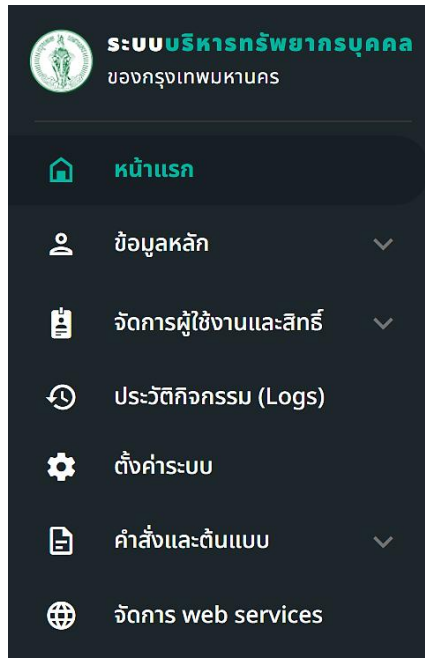 ระบบบริหารทรัพยากรบุคคล
ของกรุงเทพมหานคร
หน้าแรก
ข้อมูลหลัก
จัดการผู้ใช้งานและสิทธิ์
ประวัติกิจกรรม (Logs)
ตั้งค่าระบบ
คำสั่งและต้นแบบ
จัดการ web services